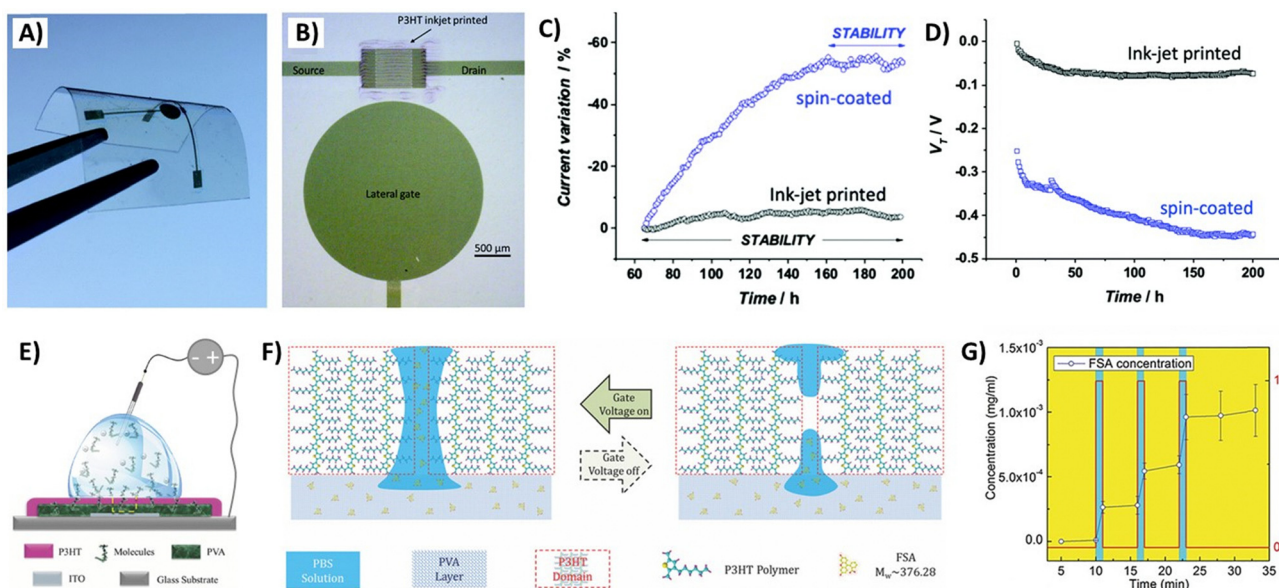 A)
B)
P3HT inkjet printed
Source
Drain
Lateral gate
500 µm
C)
STABILITY
-60
-40
-20
0
spin-coated
Ink-jet printed
STABILITY
Current variation / %
60 80 100 120 140 160 180 200
Time / h
D)
0.0
-0.1
-0.2
-0.3
-0.4
-0.5
Ink-jet printed
spin-coated
V_T / V
0 50 100 150 200
Time / h
E)
- +
P3HT
Molecules
PVA
ITO
Glass Substrate
F)
Gate
Voltage on
Gate
Voltage off
PBS
Solution
PVA
Layer
P3HT
Domain
P3HT Polymer
FSA
Mw~376.28
G)
1.5x10⁻³
1.0x10⁻³
5.0x10⁻⁴
0.0
FSA concentration
1
0
Concentration (mg/ml)
5 10 15 20 25 30 35
Time (min)